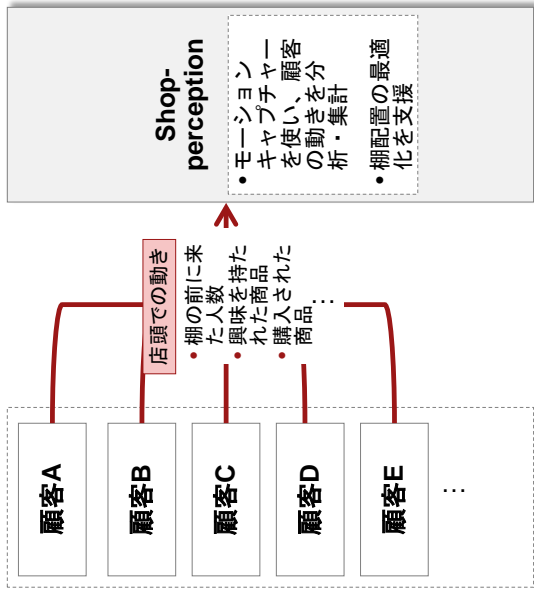 顧客A
顧客B
顧客C
顧客D
顧客E
…
店頭での動き
• 棚の前に来
た人数
• 興味を持た
れた商品
• 購入された
商品
…
Shop-
perception
• モーション
キャプチャー
を使い、顧客
の動きを分
析・集計
• 棚配置の最適
化を支援